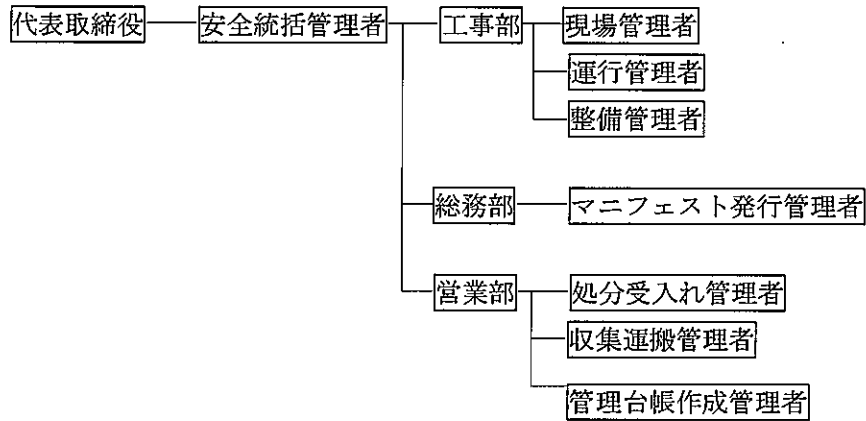 代表取締役 安全統括管理者 工事部 現場管理者
運行管理者
整備管理者
総務部 マニフェスト発行管理者
営業部 処分受入れ管理者
収集運搬管理者
管理台帳作成管理者